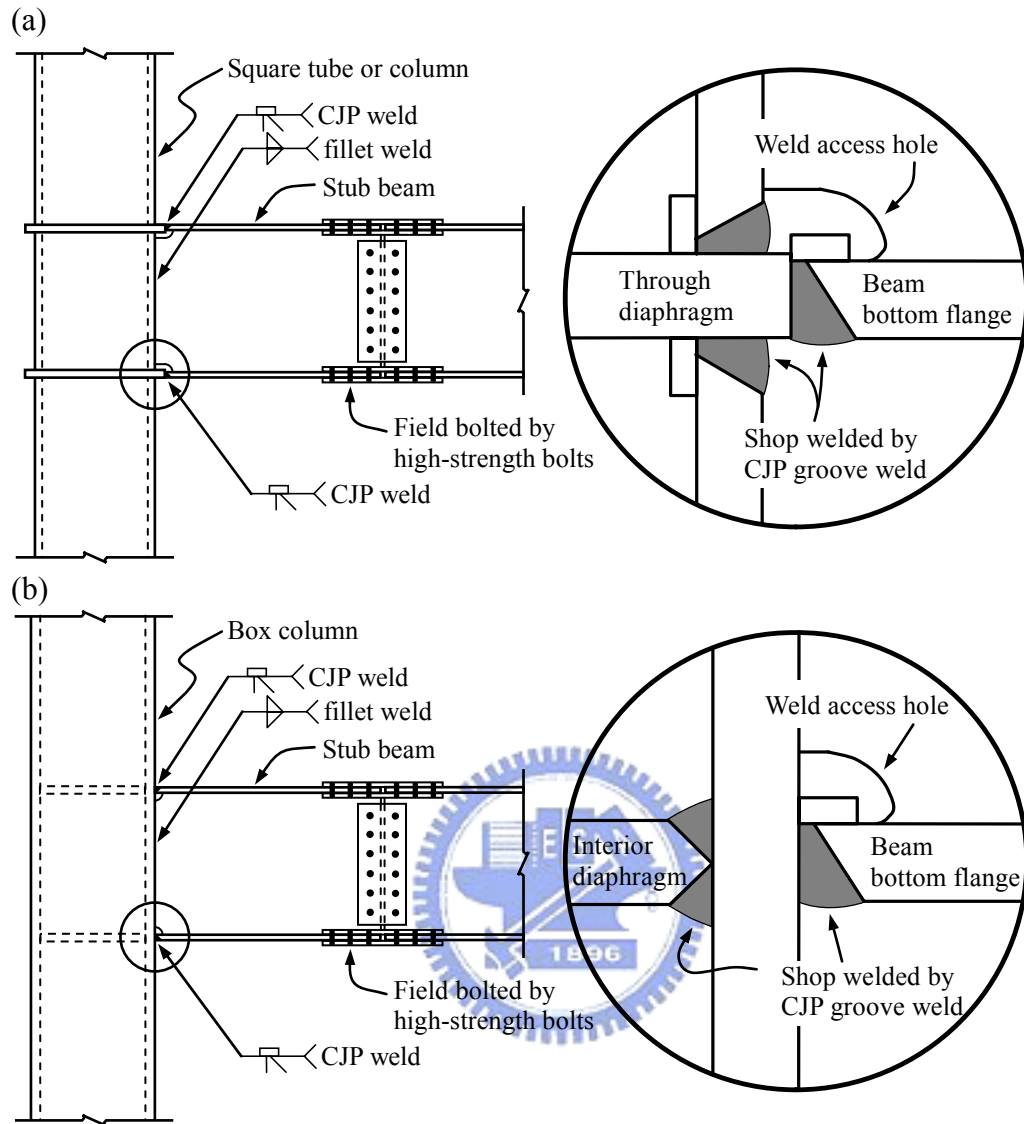 (a)
Square tube or column
CJP weld
fillet weld
Stub beam
Field bolted by
high-strength bolts
CJP weld
Weld access hole
Through
diaphragm
Beam
bottom flange
Shop welded by
CJP groove weld
(b)
Box column
CJP weld
fillet weld
Stub beam
Field bolted by
high-strength bolts
CJP weld
Weld access hole
Interior
diaphragm
Beam
bottom flange
Shop welded by
CJP groove weld
1896